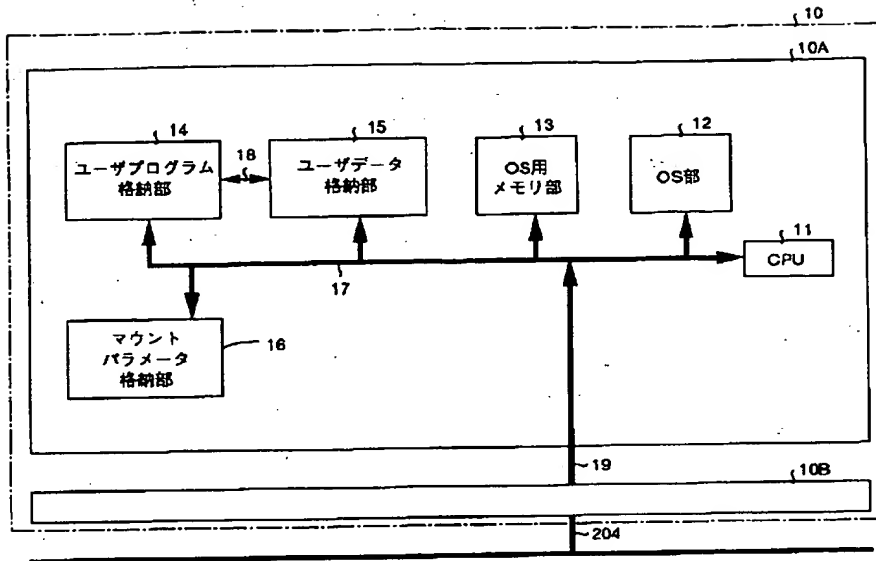 10
10A
14
18
15
13
12
ユーザプログラム
格納部
ユーザデータ
格納部
OS用
メモリ部
OS部
11
CPU
17
マウント
パラメータ
格納部
16
19
10B
204